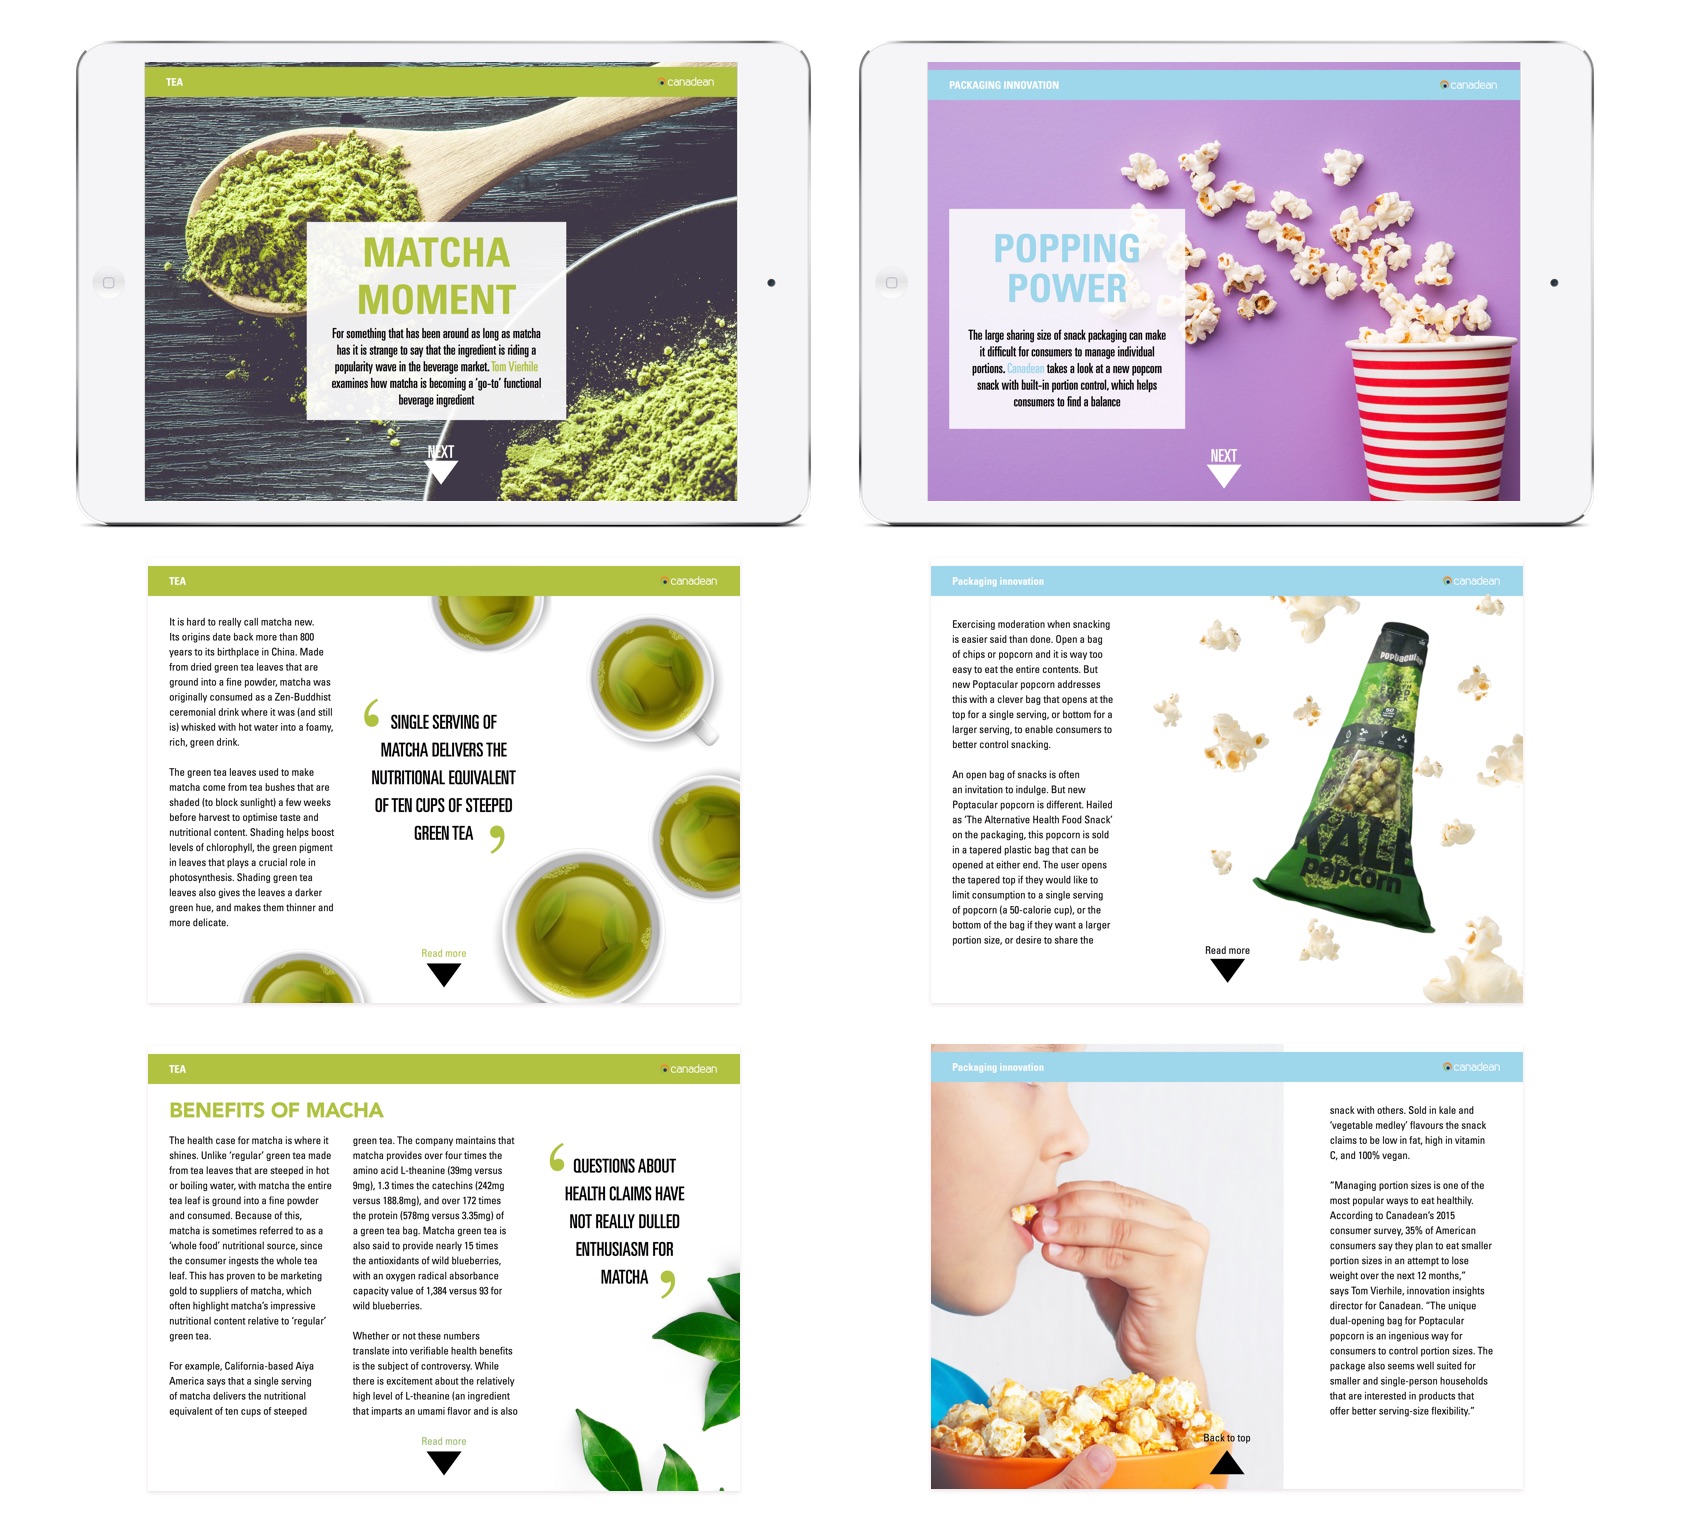 TEA
canadean
MATCHA
MOMENT
For something that has been around as long as matcha
has it is strange to say that the ingredient is riding a
popularity wave in the beverage market. Tom Vierhile
examines how matcha is becoming a ‘go-to’ functional
beverage ingredient
NEXT
PACKAGING INNOVATION
canadean
POPPING
POWER
The large sharing size of snack packaging can make
it difficult for consumers to manage individual
portions. Canadean takes a look at a new popcorn
snack with built-in portion control, which helps
consumers to find a balance
NEXT
TEA
canadean
It is hard to really call matcha new.
Its origins date back more than 800
years to its birthplace in China. Made
from dried green tea leaves that are
ground into a fine powder, matcha was
originally consumed as a Zen-Buddhist
ceremonial drink where it was (and still
is) whisked with hot water into a foamy,
rich, green drink.
The green tea leaves used to make
matcha come from tea bushes that are
shaded (to block sunlight) a few weeks
before harvest to optimise taste and
nutritional content. Shading helps boost
levels of chlorophyll, the green pigment
in leaves that plays a crucial role in
photosynthesis. Shading green tea
leaves also gives the leaves a darker
green hue, and makes them thinner and
more delicate.
‘ SINGLE SERVING OF
MATCHA DELIVERS THE
NUTRITIONAL EQUIVALENT
OF TEN CUPS OF STEEPED
GREEN TEA ’
Read more
Packaging innovation
canadean
Exercising moderation when snacking
is easier said than done. Open a bag
of chips or popcorn and it is way too
easy to eat the entire contents. But
new Poptacular popcorn addresses
this with a clever bag that opens at the
top for a single serving, or bottom for a
larger serving, to enable consumers to
better control snacking.
An open bag of snacks is often
an invitation to indulge. But new
Poptacular popcorn is different. Hailed
as ‘The Alternative Health Food Snack’
on the packaging, this popcorn is sold
in a tapered plastic bag that can be
opened at either end. The user opens
the tapered top if they would like to
limit consumption to a single serving
of popcorn (a 50-calorie cup), or the
bottom of the bag if they want a larger
portion size, or desire to share the
poptacular
KALE
popcorn
Read more
TEA
canadean
BENEFITS OF MACHA
The health case for matcha is where it
shines. Unlike ‘regular’ green tea made
from tea leaves that are steeped in hot
or boiling water, with matcha the entire
tea leaf is ground into a fine powder
and consumed. Because of this,
matcha is sometimes referred to as a
‘whole food’ nutritional source, since
the consumer ingests the whole tea
leaf. This has proven to be marketing
gold to suppliers of matcha, which
often highlight matcha’s impressive
nutritional content relative to ‘regular’
green tea.
For example, California-based Aiya
America says that a single serving
of matcha delivers the nutritional
equivalent of ten cups of steeped
green tea. The company maintains that
matcha provides over four times the
amino acid L-theanine (39mg versus
9mg), 1.3 times the catechins (242mg
versus 188.8mg), and over 172 times
the protein (578mg versus 3.35mg) of
a green tea bag. Matcha green tea is
also said to provide nearly 15 times
the antioxidants of wild blueberries,
with an oxygen radical absorbance
capacity value of 1,384 versus 93 for
wild blueberries.
Whether or not these numbers
translate into verifiable health benefits
is the subject of controversy. While
there is excitement about the relatively
high level of L-theanine (an ingredient
that imparts an umami flavor and is also
‘ QUESTIONS ABOUT
HEALTH CLAIMS HAVE
NOT REALLY DULLED
ENTHUSIASM FOR
MATCHA ’
Read more
Packaging innovation
canadean
snack with others. Sold in kale and
‘vegetable medley’ flavours the snack
claims to be low in fat, high in vitamin
C, and 100% vegan.
“Managing portion sizes is one of the
most popular ways to eat healthily.
According to Canadean’s 2015
consumer survey, 35% of American
consumers say they plan to eat smaller
portion sizes in an attempt to lose
weight over the next 12 months,”
says Tom Vierhile, innovation insights
director for Canadean. “The unique
dual-opening bag for Poptacular
popcorn is an ingenious way for
consumers to control portion sizes. The
package also seems well suited for
smaller and single-person households
that are interested in products that
offer better serving-size flexibility.”
Back to top